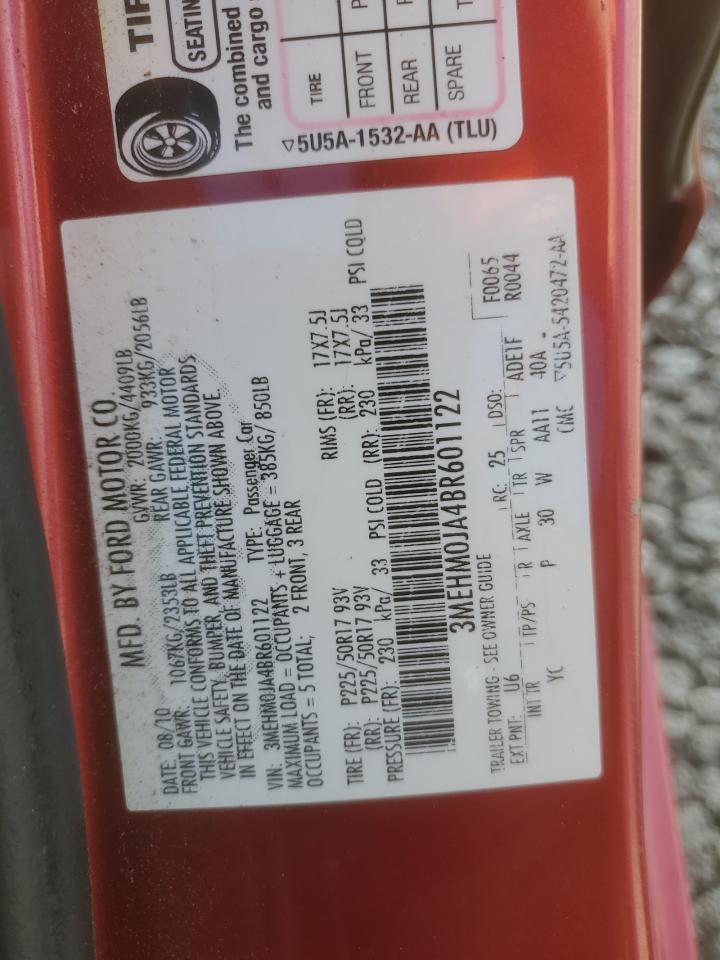 TIR
SEATIN
The combined
and cargo s
TIRE
FRONT P
REAR
SPARE T
▽5U5A-1532-AA (TLU)
MFD. BY FORD MOTOR CO.
DATE: 08/10 GVWR: 2000KG/4409LB
FRONT GAWR: 1067KG/2353LB REAR GAWR: 933KG/2056LB
THIS VEHICLE CONFORMS TO ALL APPLICABLE FEDERAL MOTOR
VEHICLE SAFETY, BUMPER, AND THEFT PREVENTION STANDARDS
IN EFFECT ON THE DATE OF MANUFACTURE SHOWN ABOVE.
VIN: 3MEHM0JA4BR601122 TYPE: Passenger Car
MAXIMUM LOAD = OCCUPANTS + LUGGAGE = 385KG/ 850LB
OCCUPANTS = 5 TOTAL; 2 FRONT, 3 REAR
TIRE (FR): P225/50R17 93V RIMS (FR): 17X7.5J
(RR): P225/50R17 93V (RR): 17X7.5J
PRESSURE (FR): 230 kPa/ 33 PSI COLD (RR): 230 kPa/ 33 PSI COLD
3MEHM0JA4BR601122
TRAILER TOWING - SEE OWNER GUIDE
EXT PNT: U6 RC: 25 DSO: F0065
INT TR TP/PS R AXLE TR SPR ADE1F R0044
YC P 30 W AA11 40A
CMC ▽5U5A-5420472-AA